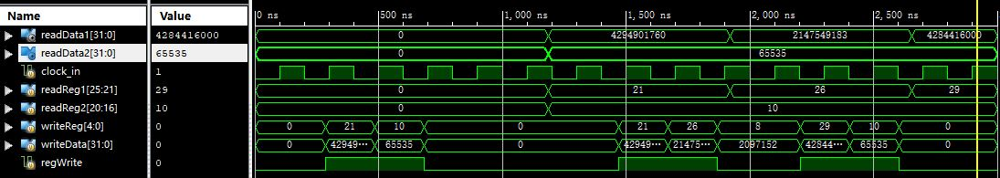 Name Value 0 ns 500 ns 1,000 ns 1,500 ns 2,000 ns 2,500 ns
readData1[31:0] 4284416000 0 4294901760 2147549183 4284416000
readData2[31:0] 65535 0 65535
clock_in 1
readReg1[25:21] 29 0 21 26 29
readReg2[20:16] 10 0 10
writeReg[4:0] 0 0 21 10 0 21 26 8 29 10 0
writeData[31:0] 0 0 42949··· 65535 0 42949··· 21475··· 2097152 42844··· 65535 0
regWrite 0